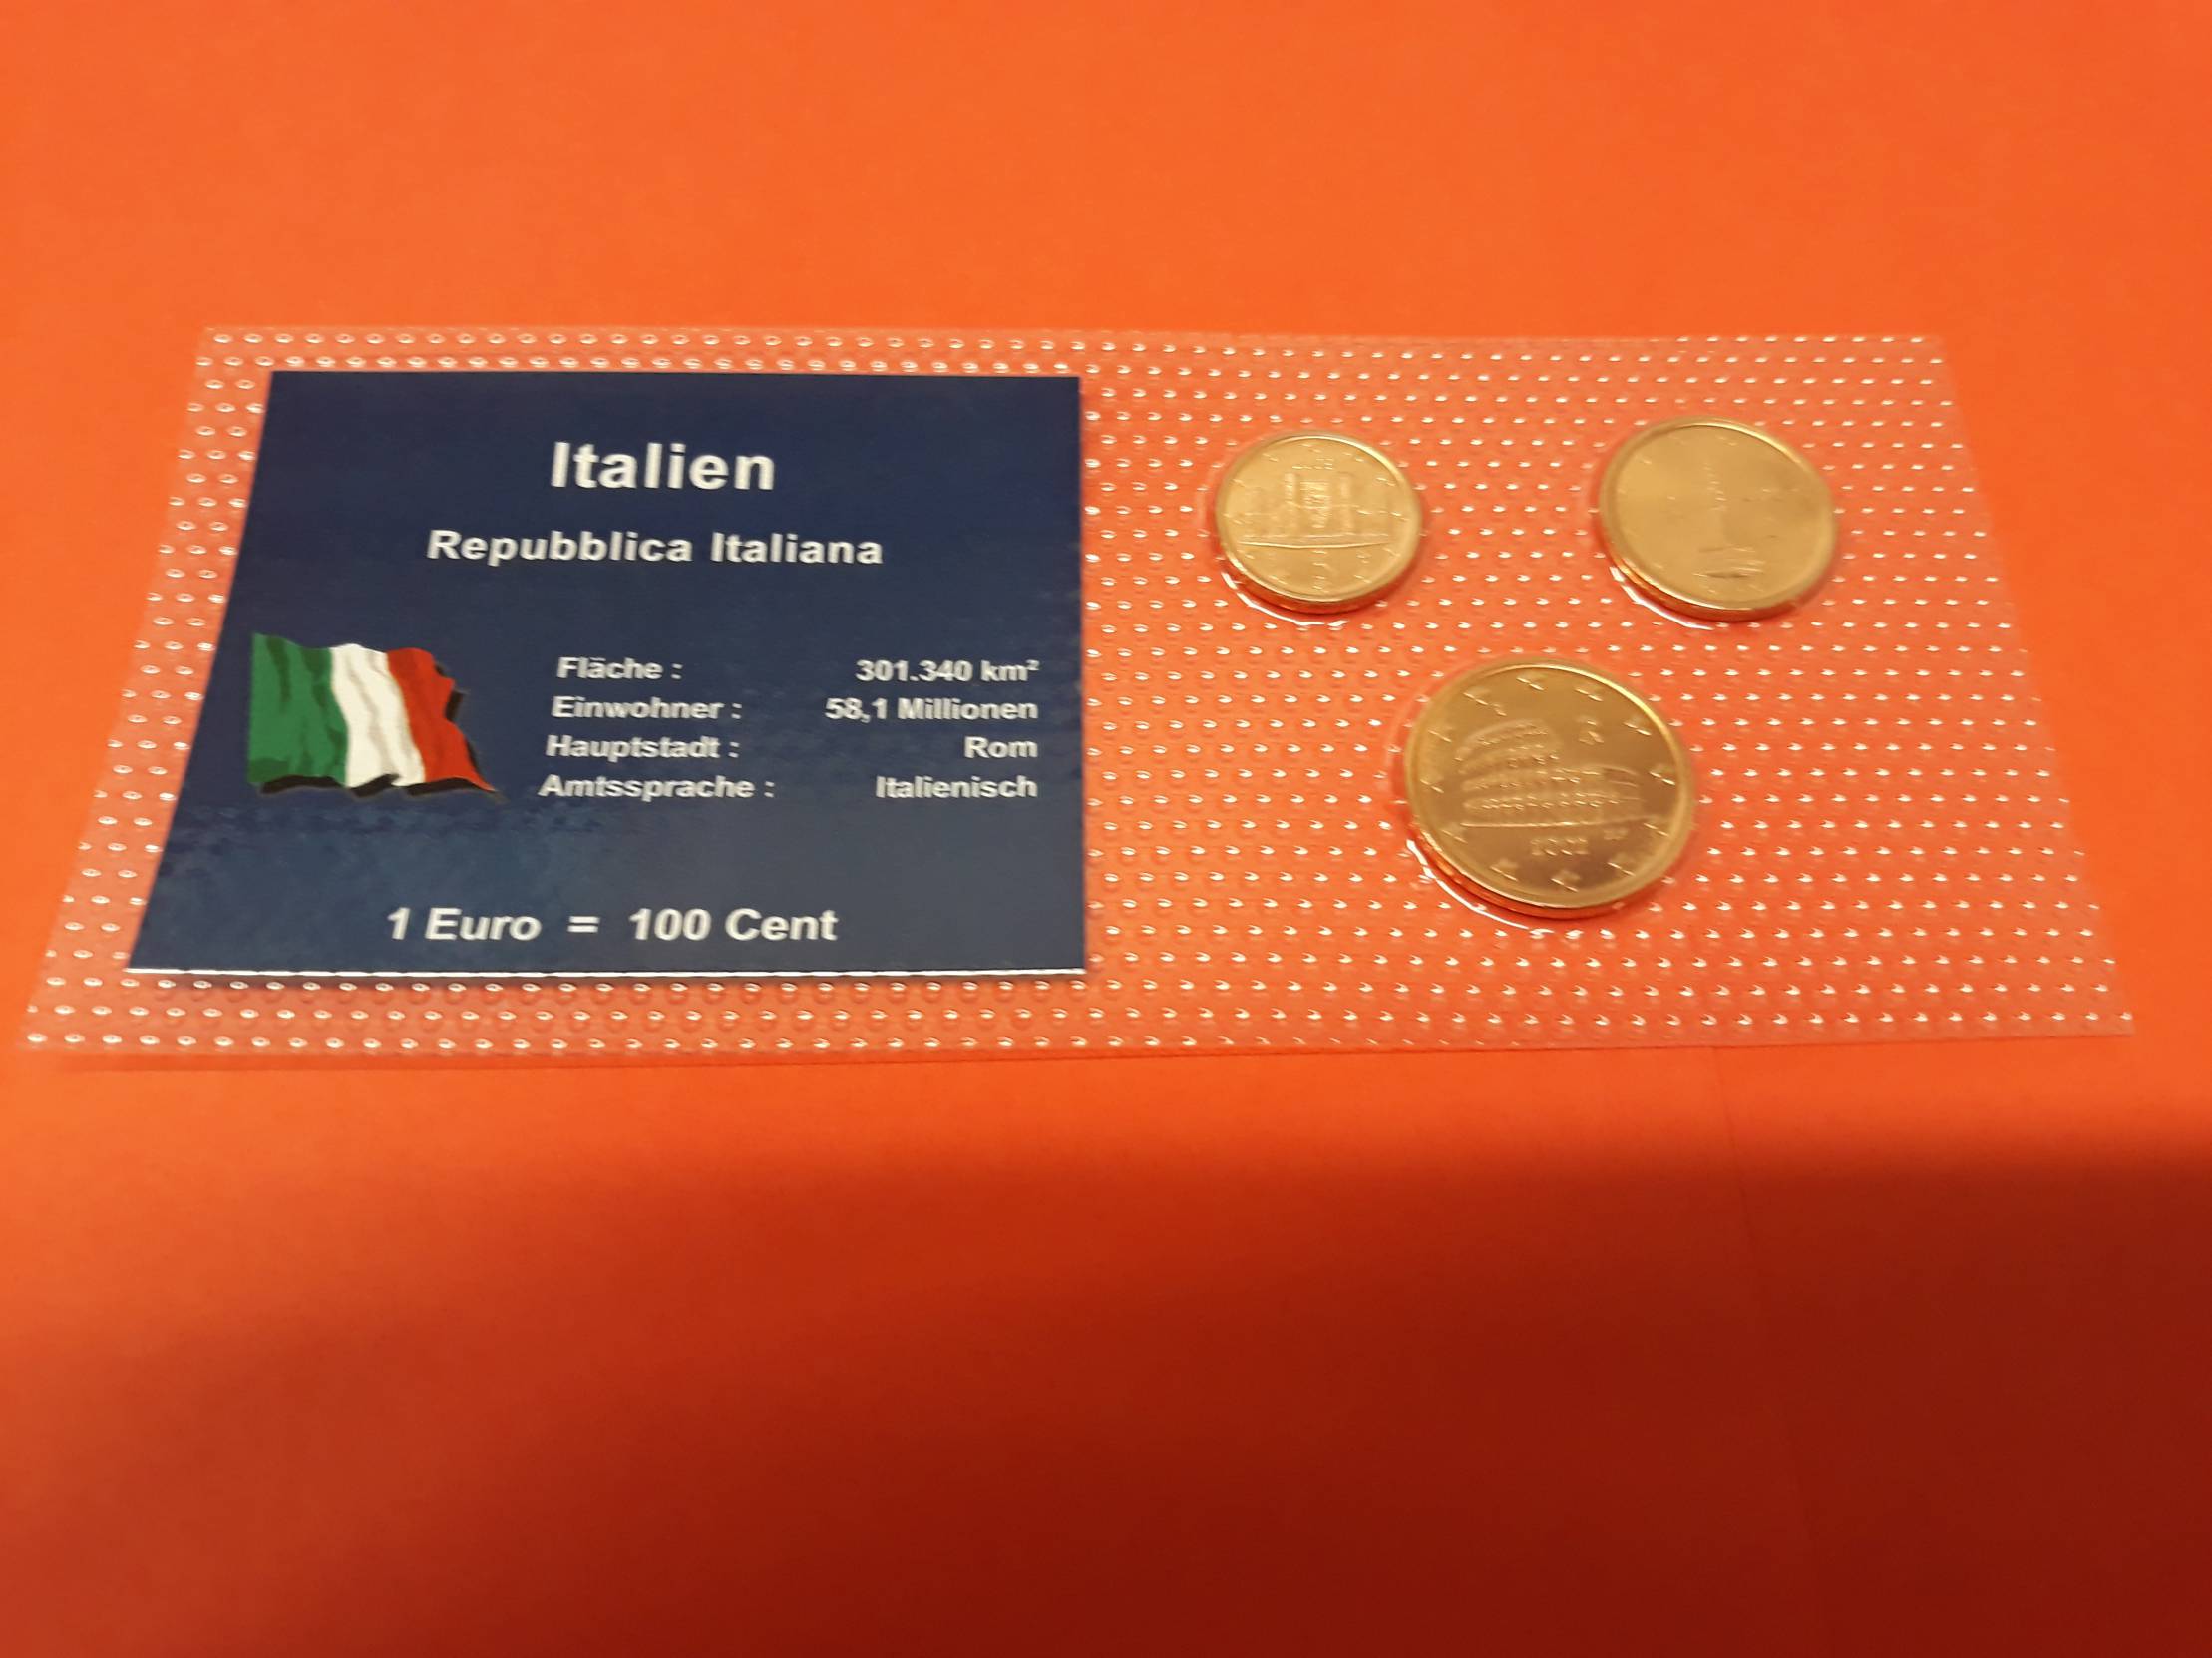 Italien
Repubblica Italiana
Fläche : 301.340 km²
Einwohner : 58,1 Millionen
Hauptstadt : Rom
Amtssprache : Italienisch
1 Euro = 100 Cent
2002